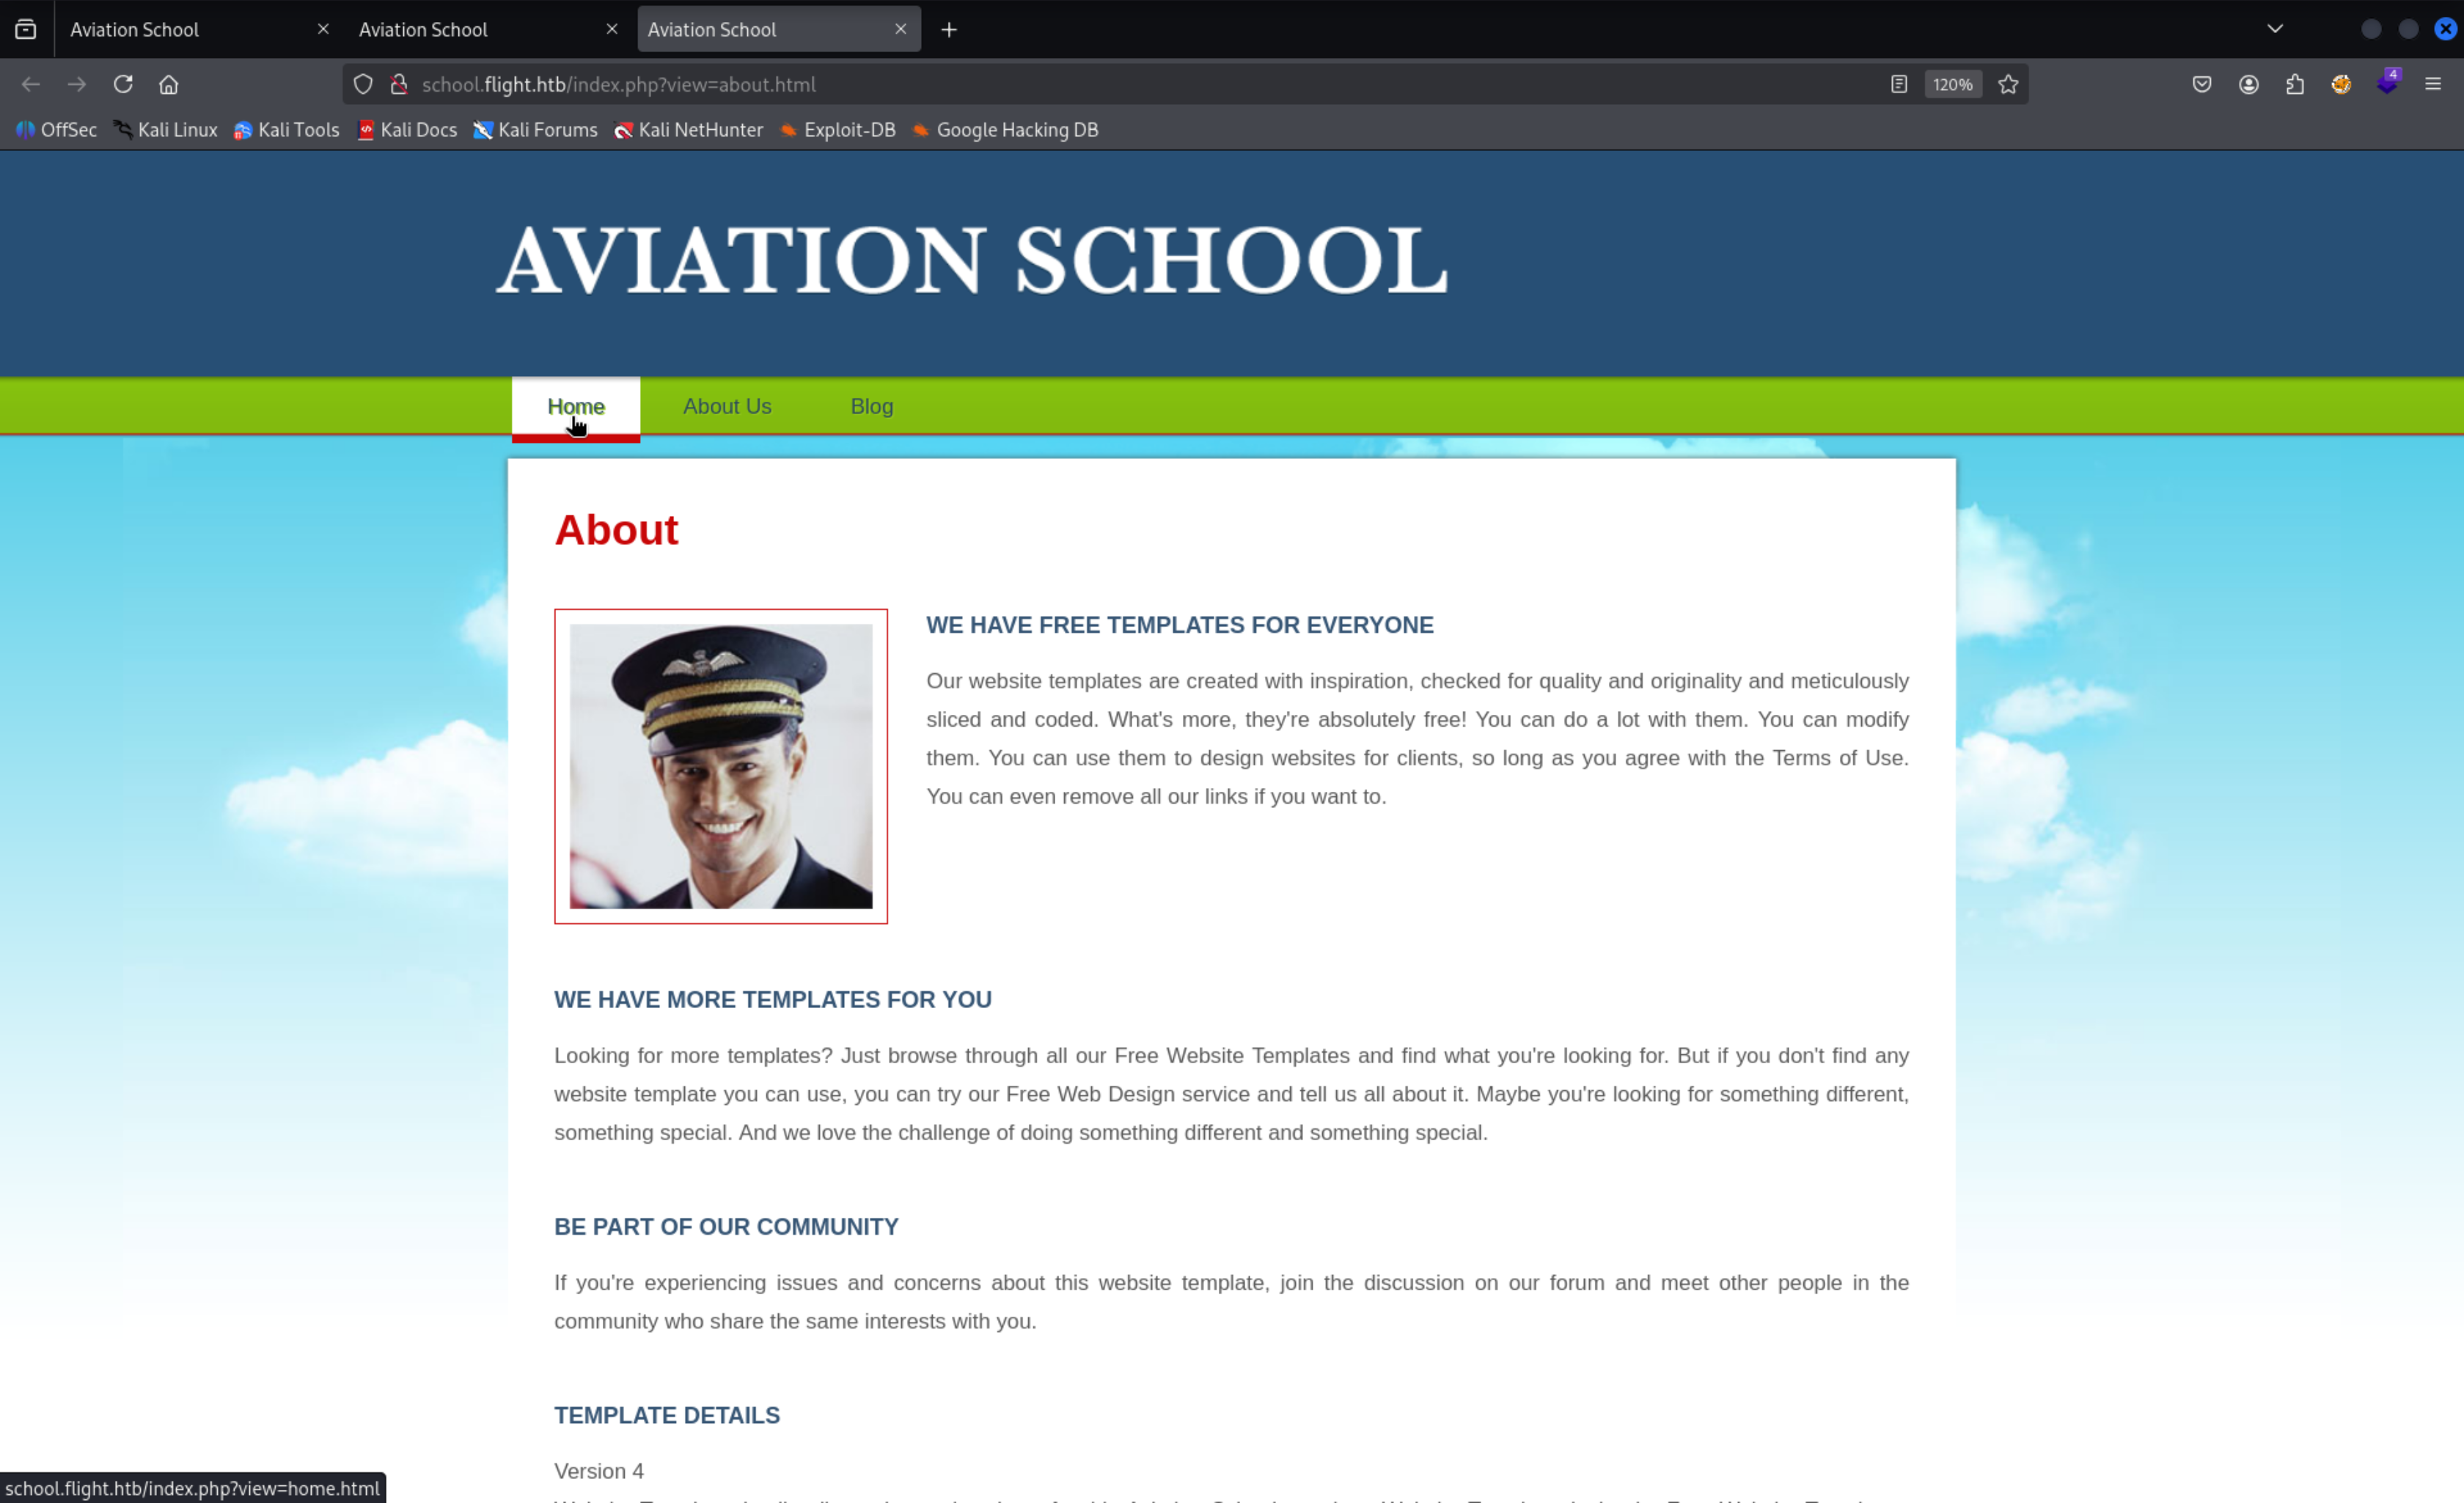 Aviation School
Aviation School
Aviation School
school.flight.htb/index.php?view=about.html
120%
4
OffSec
Kali Linux
Kali Tools
Kali Docs
Kali Forums
Kali NetHunter
Exploit-DB
Google Hacking DB
AVIATION SCHOOL
Home
About Us
Blog
About
WE HAVE FREE TEMPLATES FOR EVERYONE
Our website templates are created with inspiration, checked for quality and originality and meticulously
sliced and coded. What's more, they're absolutely free! You can do a lot with them. You can modify
them. You can use them to design websites for clients, so long as you agree with the Terms of Use.
You can even remove all our links if you want to.
WE HAVE MORE TEMPLATES FOR YOU
Looking for more templates? Just browse through all our Free Website Templates and find what you're looking for. But if you don't find any
website template you can use, you can try our Free Web Design service and tell us all about it. Maybe you're looking for something different,
something special. And we love the challenge of doing something different and something special.
BE PART OF OUR COMMUNITY
If you're experiencing issues and concerns about this website template, join the discussion on our forum and meet other people in the
community who share the same interests with you.
TEMPLATE DETAILS
Version 4
school.flight.htb/index.php?view=home.html